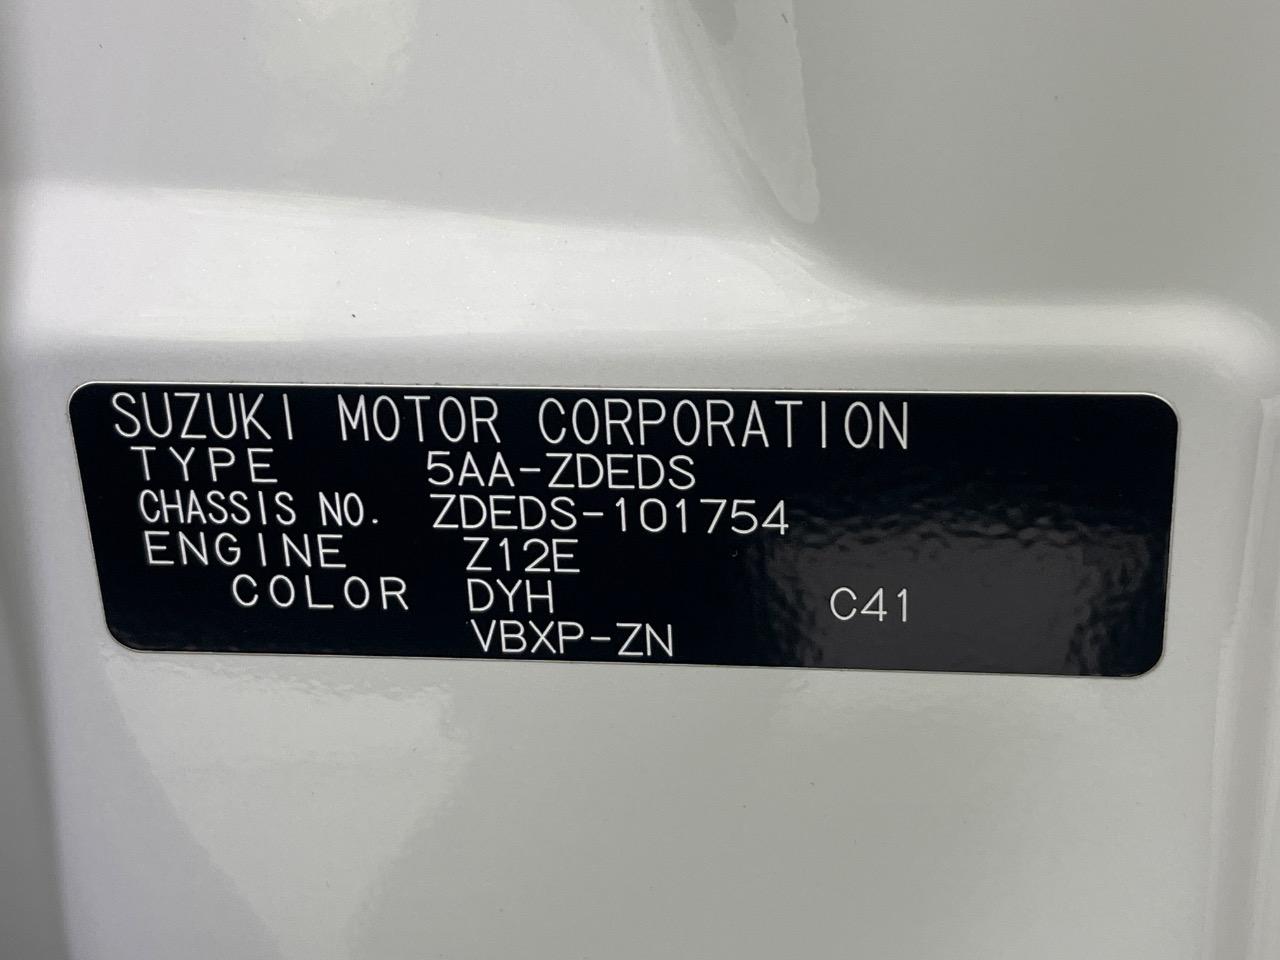 SUZUKI MOTOR CORPORATION
TYPE 5AA-ZDEDS
CHASSIS NO. ZDEDS-101754
ENGINE Z12E
COLOR DYH C41
VBXP-ZN